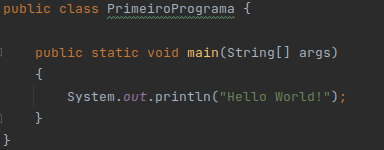 public class PrimeiroPrograma {
public static void main(String[] args)
{
System.out.println("Hello World!");
}
}